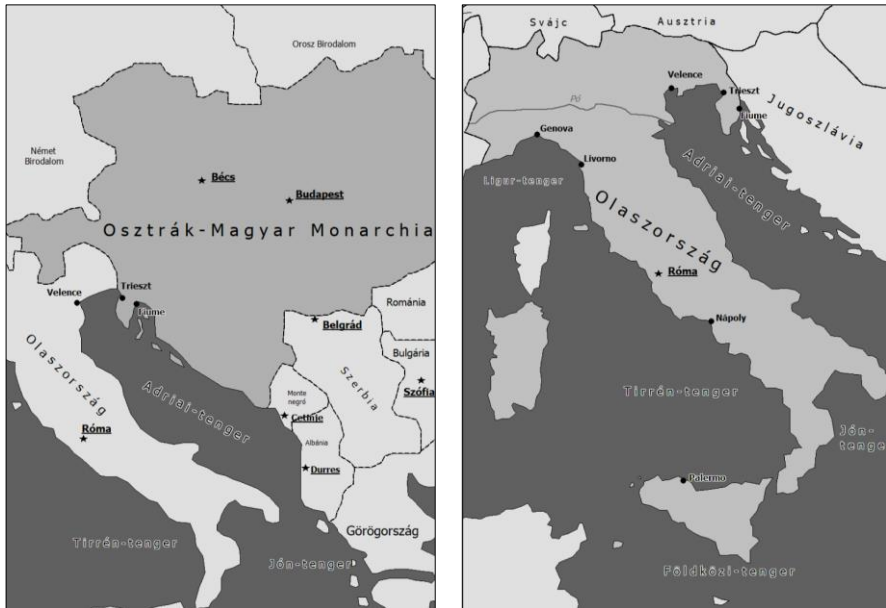 Orosz Birodalom
Német
Birodalom
Bécs
Budapest
Osztrák-Magyar Monarchia
Velence
Trieszt
Fiume
Románia
Belgrád
Bulgária
Olaszország
Szerbia
Szófia
Adriai-tenger
Monte
negró
Cetinje
Róma
Albánia
Durres
Görögország
Tirrén-tenger
Jón-tenger
Svájc
Ausztria
Velence
Trieszt
Jugoszlávia
Pó
Fiume
Genova
Livorno
Adriai-tenger
Ligur-tenger
Olaszország
Róma
Nápoly
Tirrén-tenger
Jón-
tenger
Palermo
Földközi-tenger